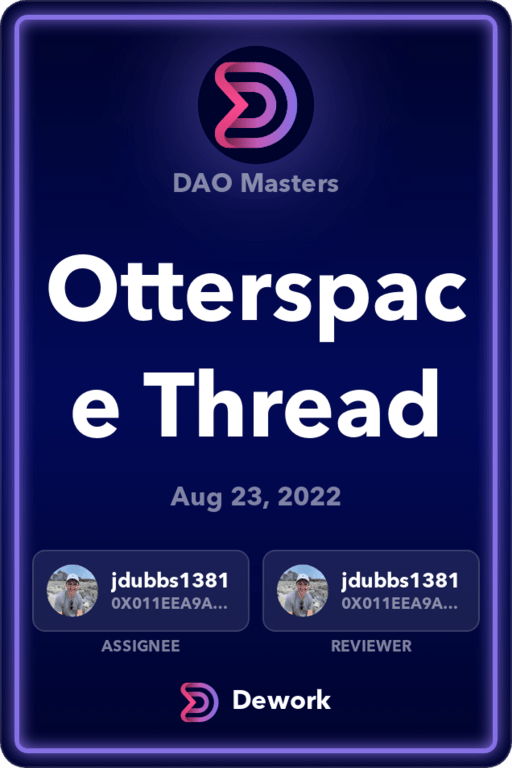 DAO Masters
Otterspac
e Thread
Aug 23, 2022
jdubbs1381
0X011EEA9A...
ASSIGNEE
jdubbs1381
0X011EEA9A...
REVIEWER
Dework